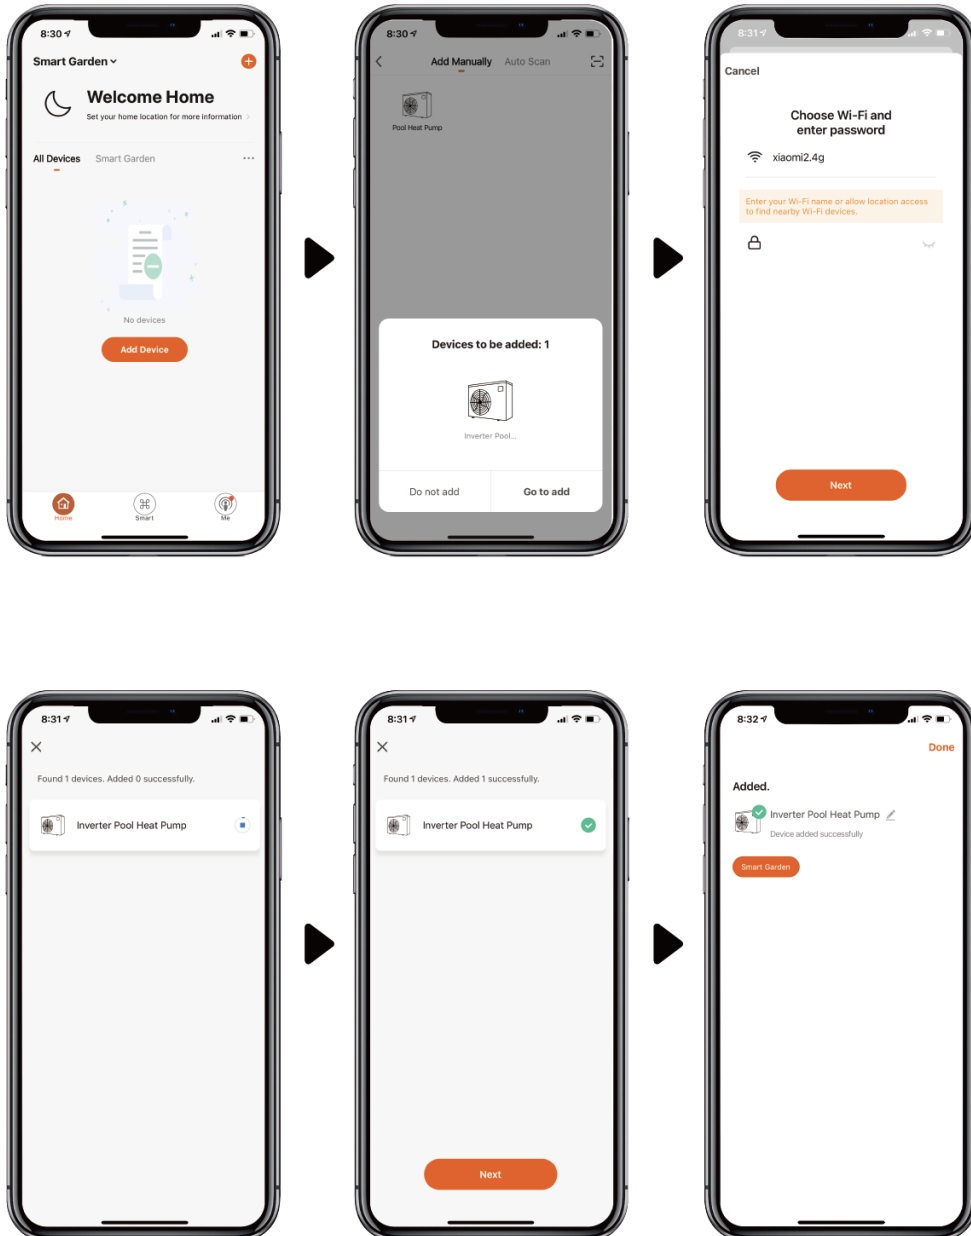 8:30
Smart Garden
Welcome Home
Set your home location for more information
All Devices Smart Garden
No devices
Add Device
Home Smart Me
8:30
Add Manually Auto Scan
Pool Heat Pump
Devices to be added: 1
Inverter Pool...
Do not add Go to add
8:31
Cancel
Choose Wi-Fi and
enter password
xiaomi2.4g
Enter your Wi-Fi name or allow location access
to find nearby Wi-Fi devices.
Next
8:31
Found 1 devices. Added 0 successfully.
Inverter Pool Heat Pump
8:31
Found 1 devices. Added 1 successfully.
Inverter Pool Heat Pump
Next
8:32
Done
Added.
Inverter Pool Heat Pump
Device added successfully
Smart Garden